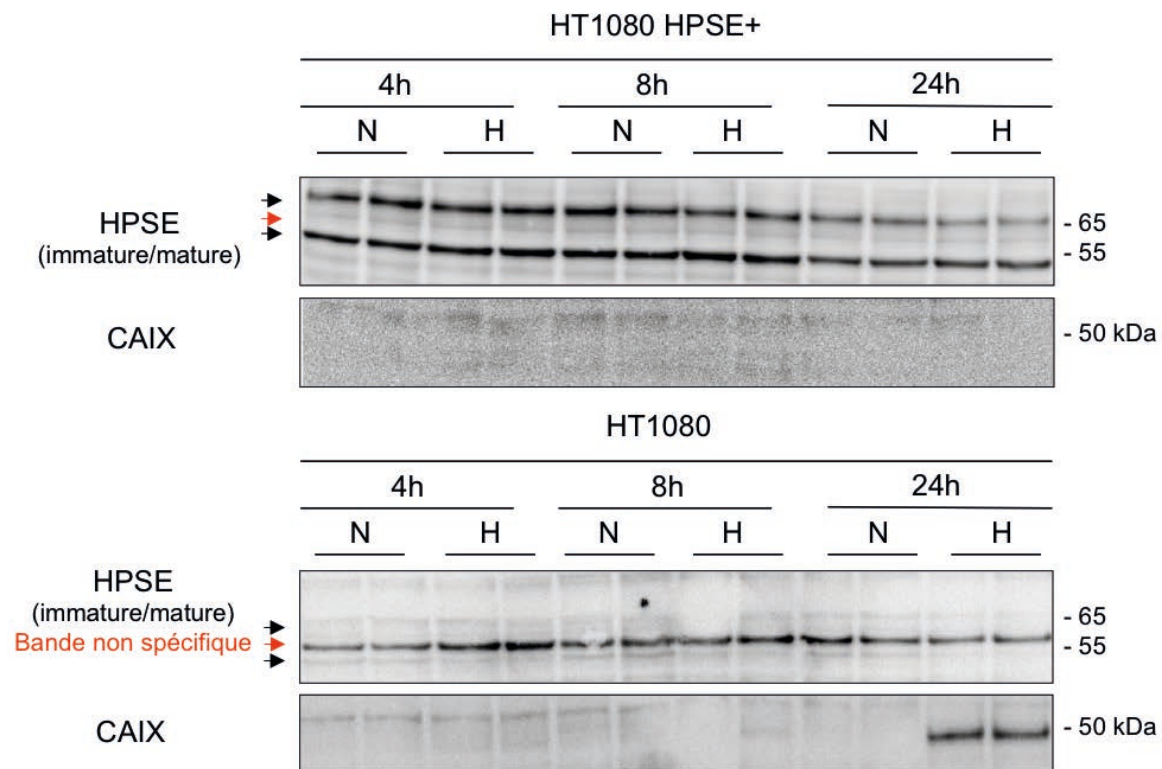 HT1080 HPSE+
4h 8h 24h
N H N H N H
HPSE
(immature/mature)
- 65
- 55
CAIX
- 50 kDa
HT1080
4h 8h 24h
N H N H N H
HPSE
(immature/mature)
Bande non spécifique
- 65
- 55
CAIX
- 50 kDa